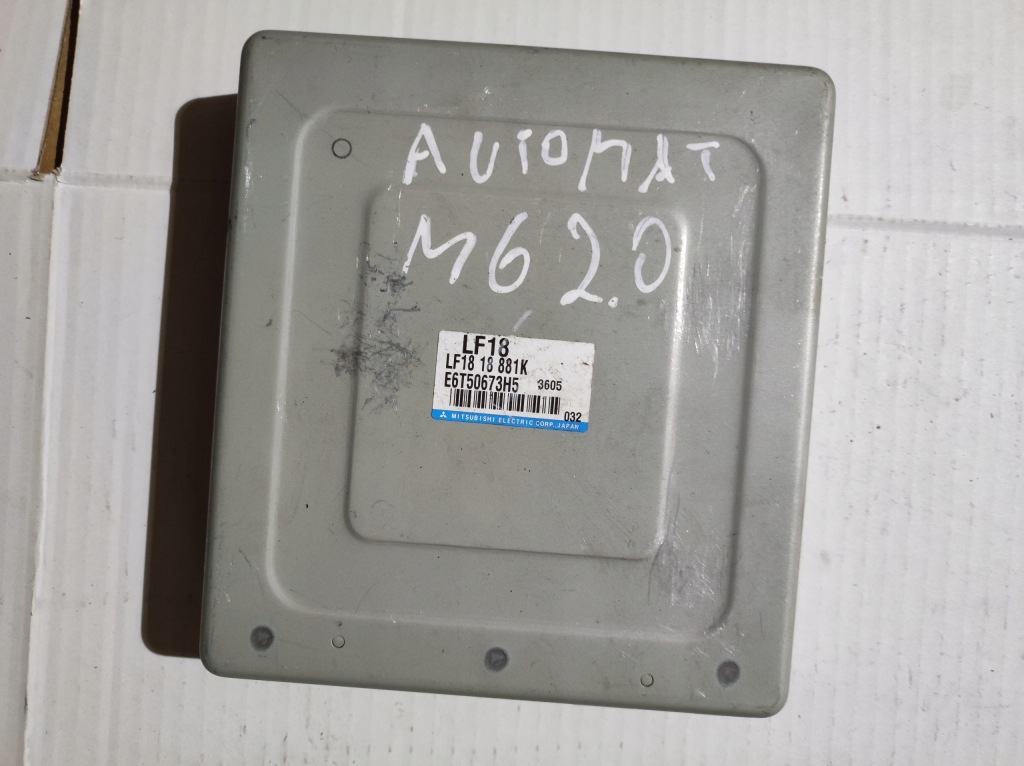 AUTOMAT
M6 2.0
LF18
LF18 18 881K
E6T50673H5 3605
032
MITSUBISHI ELECTRIC CORP. JAPAN